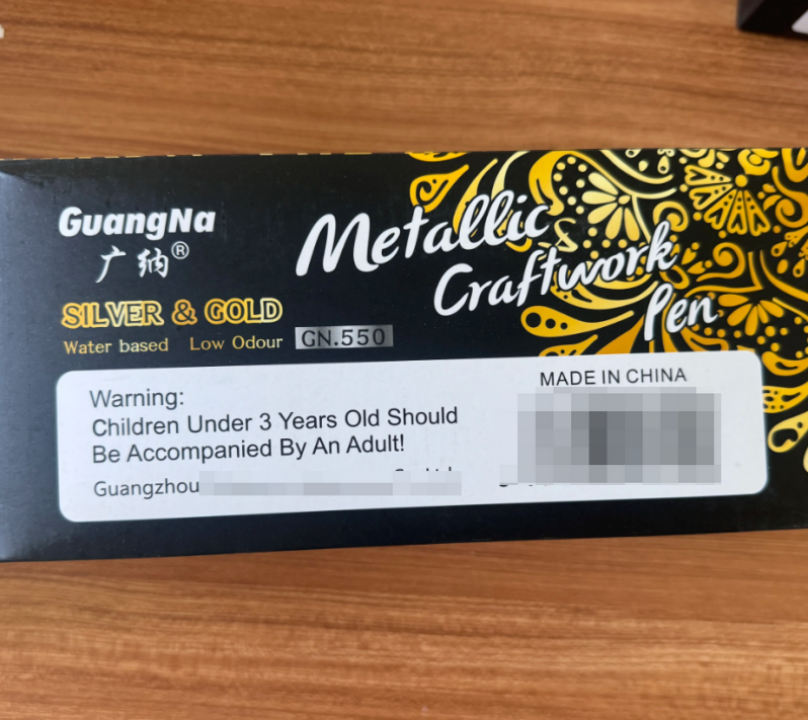 GuangNa
广纳®
SILVER & GOLD
Water based Low Odour GN.550
Metallic
Craftwork
Pen
Warning:
Children Under 3 Years Old Should
Be Accompanied By An Adult!
Guangzhou
MADE IN CHINA